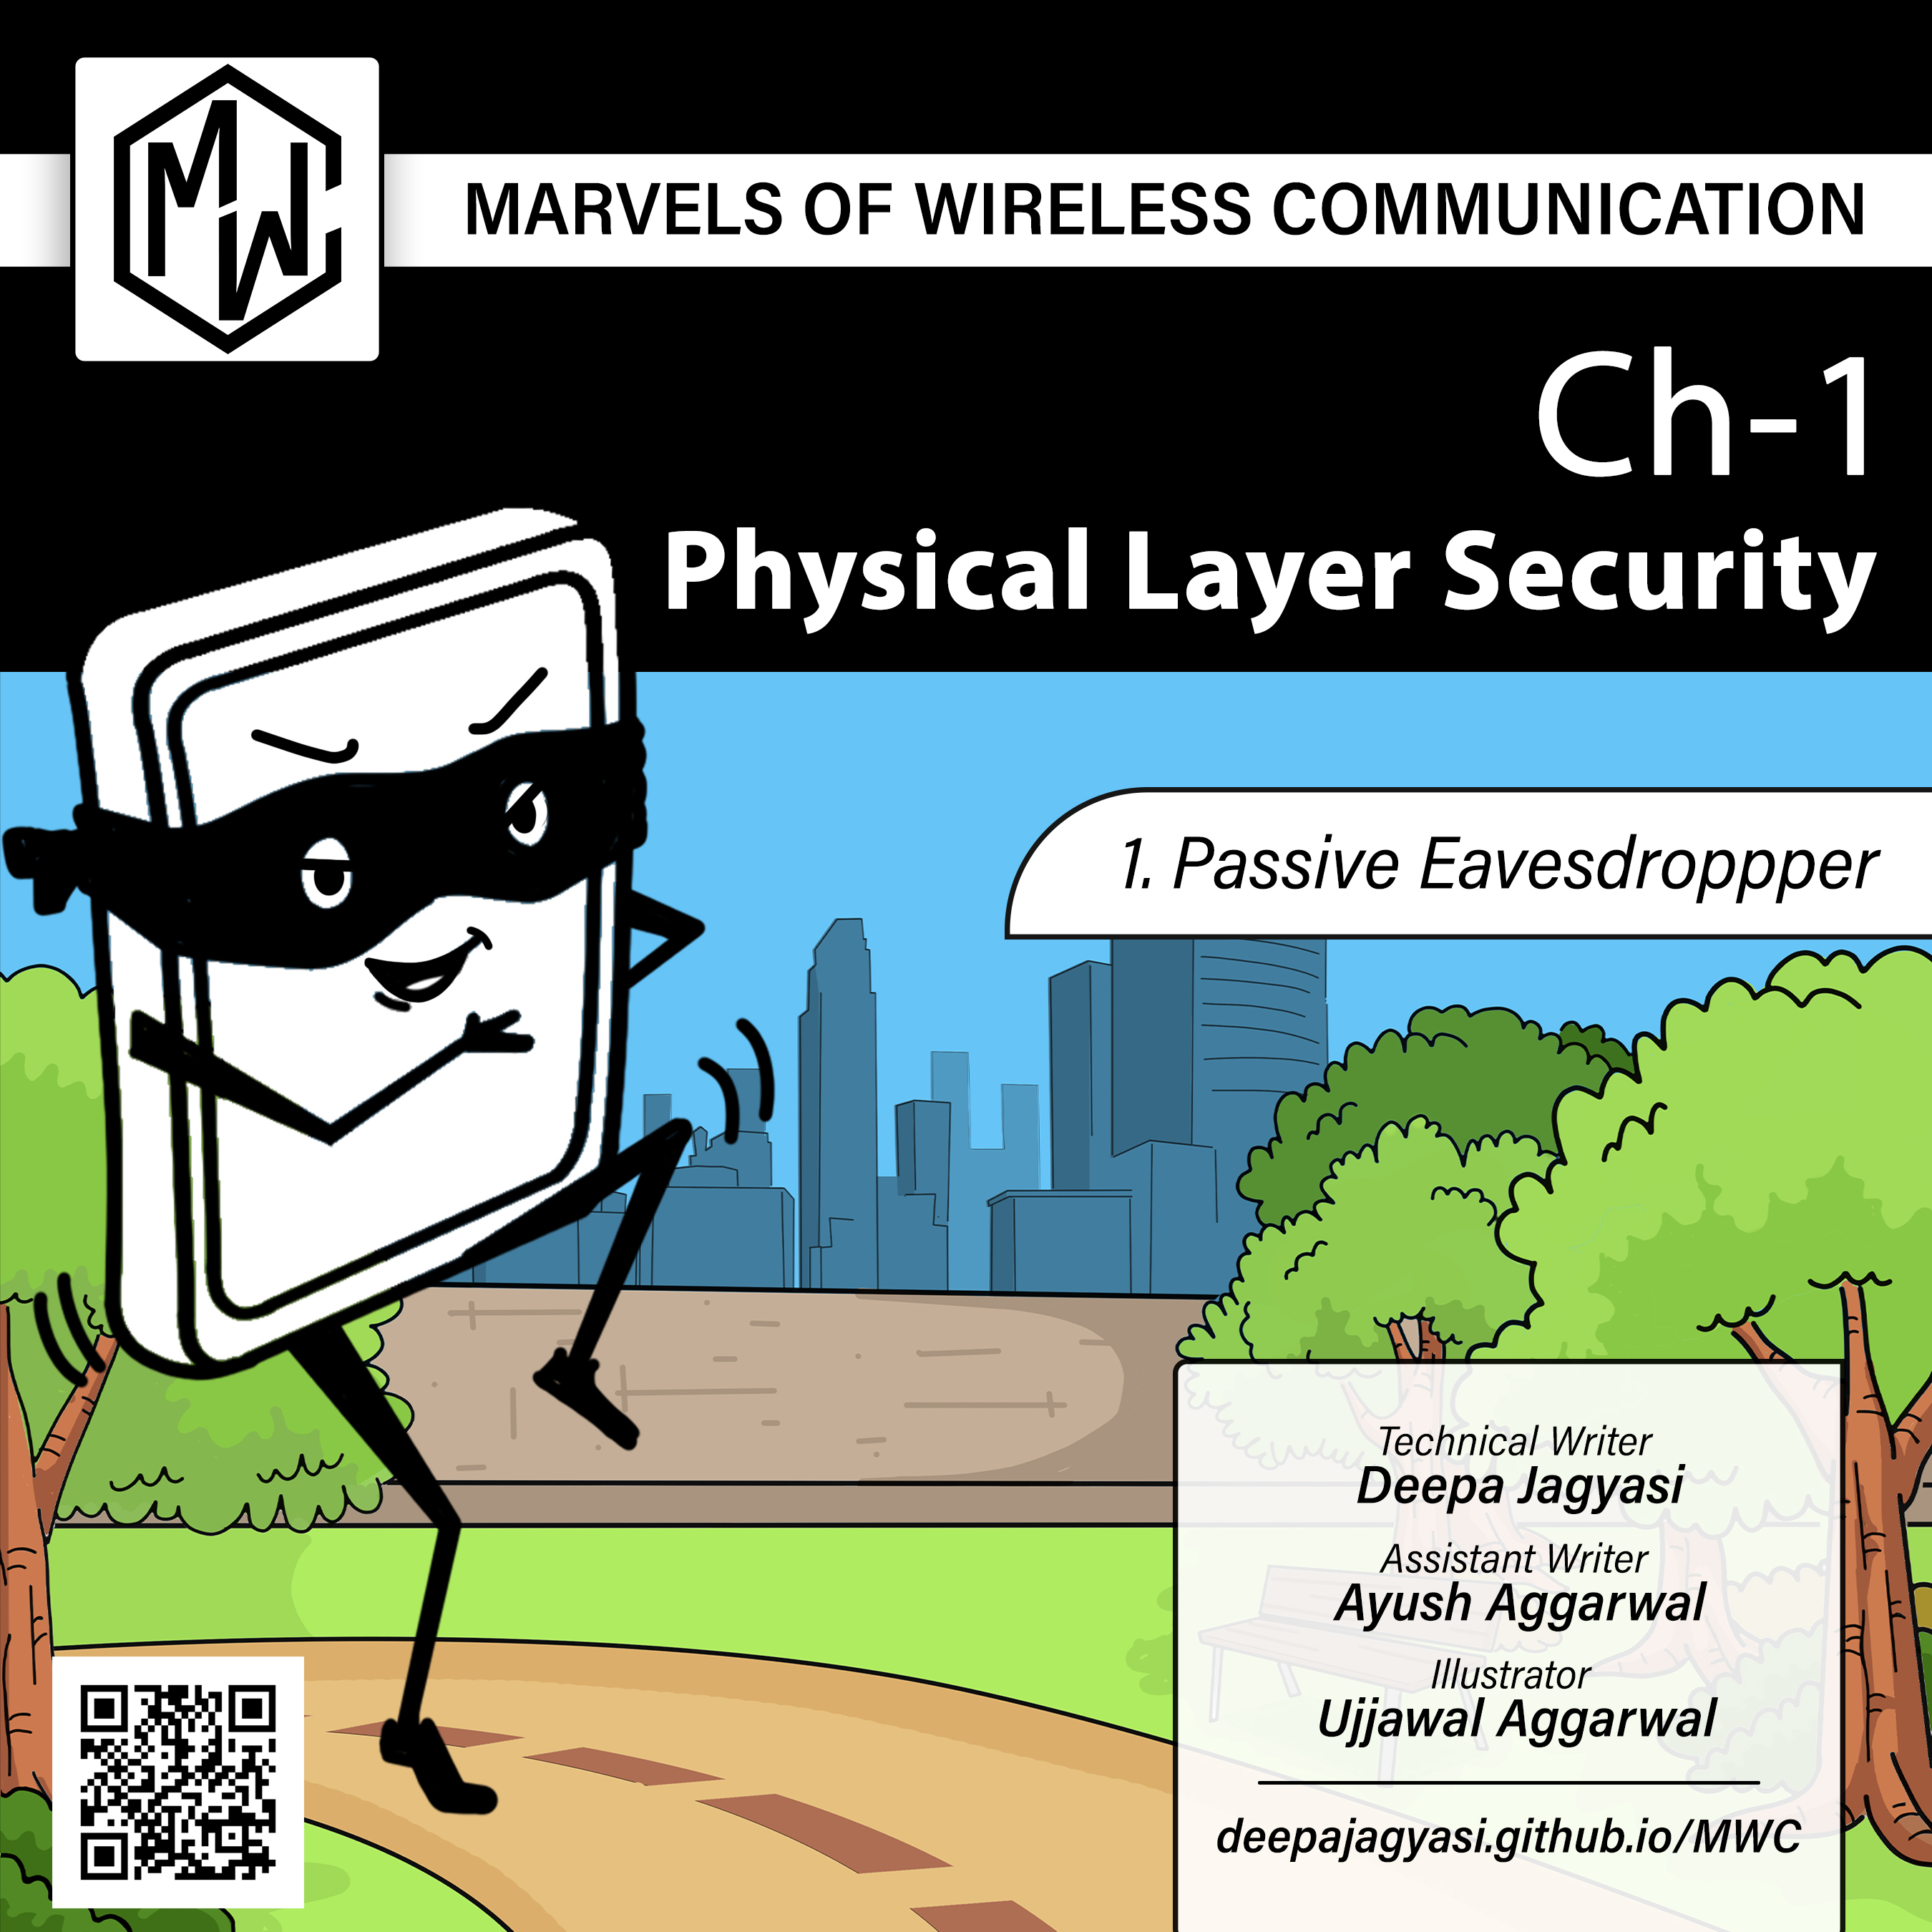 MWC
MARVELS OF WIRELESS COMMUNICATION
Ch-1
Physical Layer Security
1. Passive Eavesdroppper
Technical Writer
Deepa Jagyasi
Assistant Writer
Ayush Aggarwal
Illustrator
Ujjawal Aggarwal
deepajagyasi.github.io/MWC